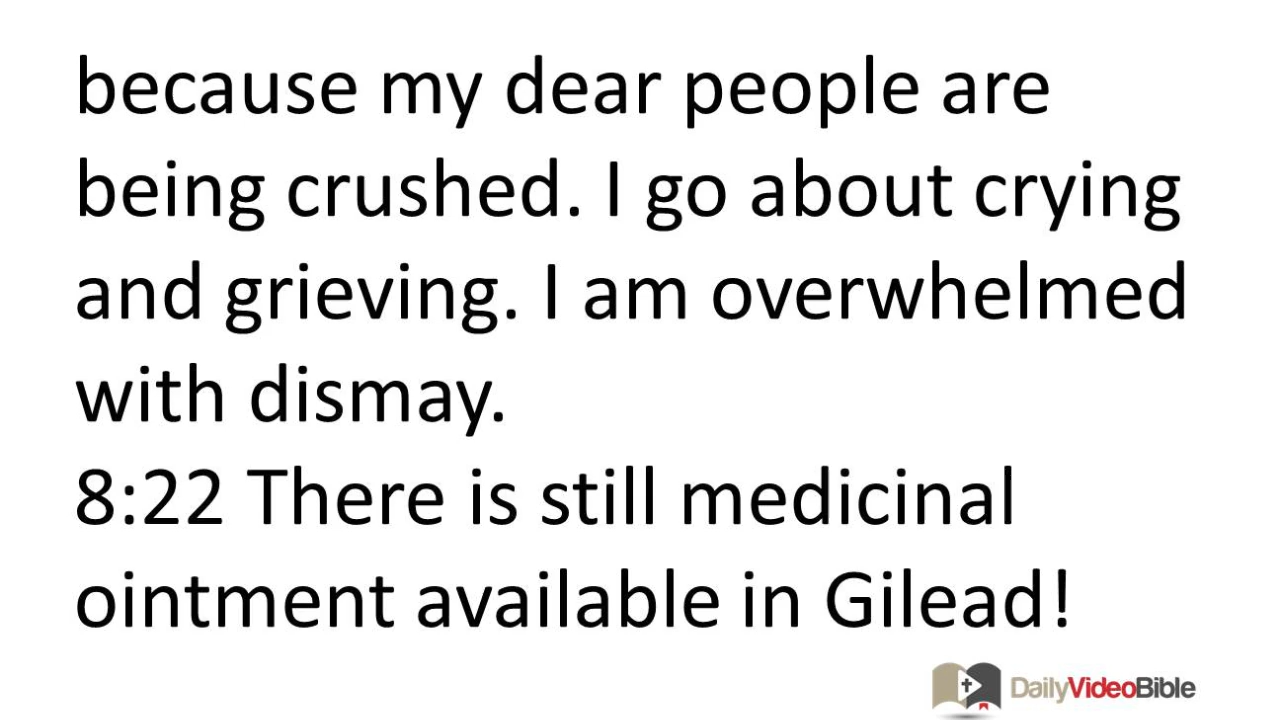 because my dear people are
being crushed. I go about crying
and grieving. I am overwhelmed
with dismay.
8:22 There is still medicinal
ointment available in Gilead!
DailyVideoBible